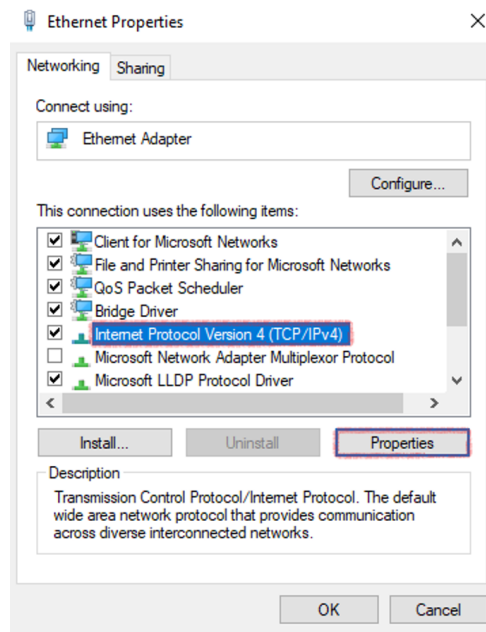 Ethernet Properties
Networking
Sharing
Connect using:
Ethernet Adapter
Configure...
This connection uses the following items:
Client for Microsoft Networks
File and Printer Sharing for Microsoft Networks
QoS Packet Scheduler
Bridge Driver
Internet Protocol Version 4 (TCP/IPv4)
Microsoft Network Adapter Multiplexor Protocol
Microsoft LLDP Protocol Driver
Install...
Uninstall
Properties
Description
Transmission Control Protocol/Internet Protocol. The default
wide area network protocol that provides communication
across diverse interconnected networks.
OK
Cancel